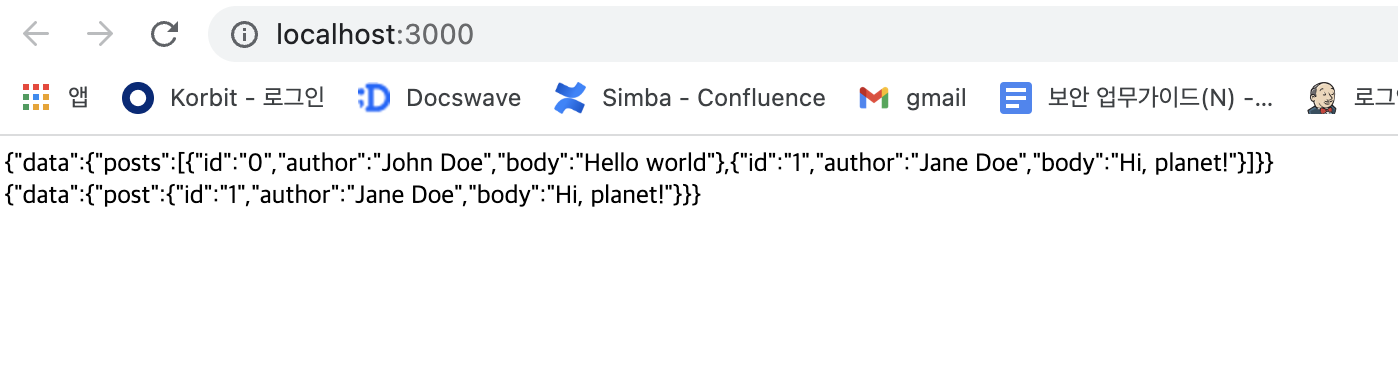 localhost:3000
앱 Korbit - 로그인 Docswave Simba - Confluence gmail 보안 업무가이드(N) -... 로그
{"data":{"posts":[{"id":"0","author":"John Doe","body":"Hello world"},{"id":"1","author":"Jane Doe","body":"Hi, planet!"}]}}
{"data":{"post":{"id":"1","author":"Jane Doe","body":"Hi, planet!"}}}